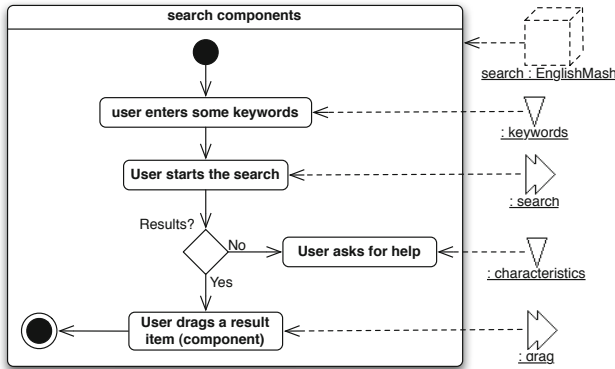 search components
search : EnglishMash
user enters some keywords
: keywords
User starts the search
: search
Results?
No
User asks for help
: characteristics
Yes
User drags a result
item (component)
: drag